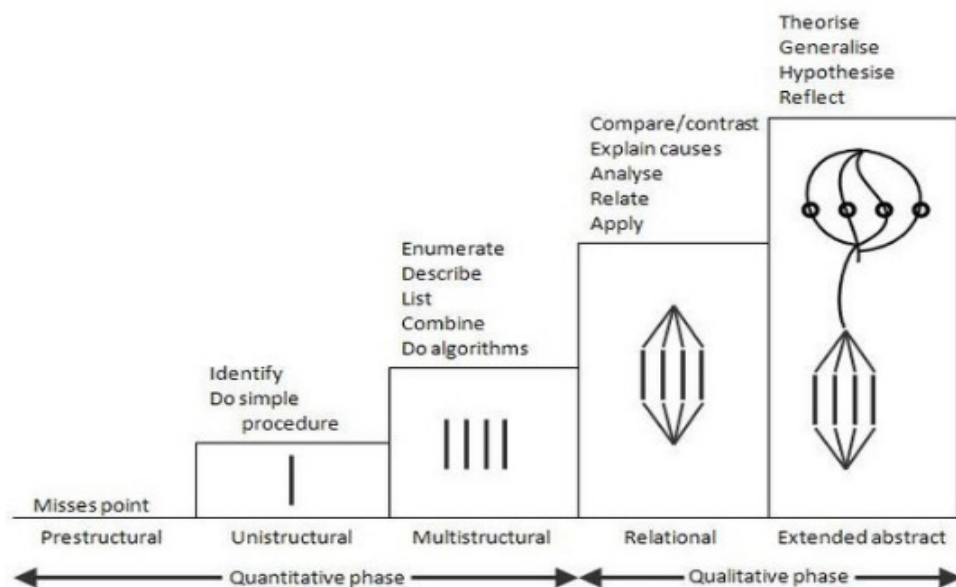 Theorise
Generalise
Hypothesise
Reflect
Compare/contrast
Explain causes
Analyse
Relate
Apply
Enumerate
Describe
List
Combine
Do algorithms
Identify
Do simple
procedure
Misses point
Prestructural
Unistructural
Multistructural
Relational
Extended abstract
Quantitative phase
Qualitative phase